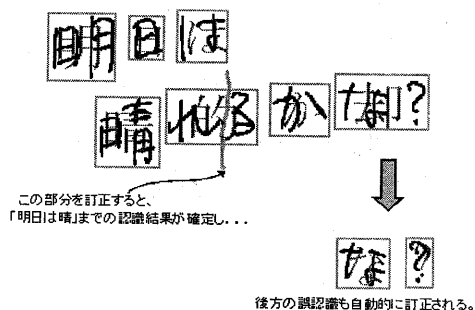 明日は
晴れるかな?
この部分を訂正すると、
「明日は晴」までの認識結果が確定し...
な?
後方の誤認識も自動的に訂正される。